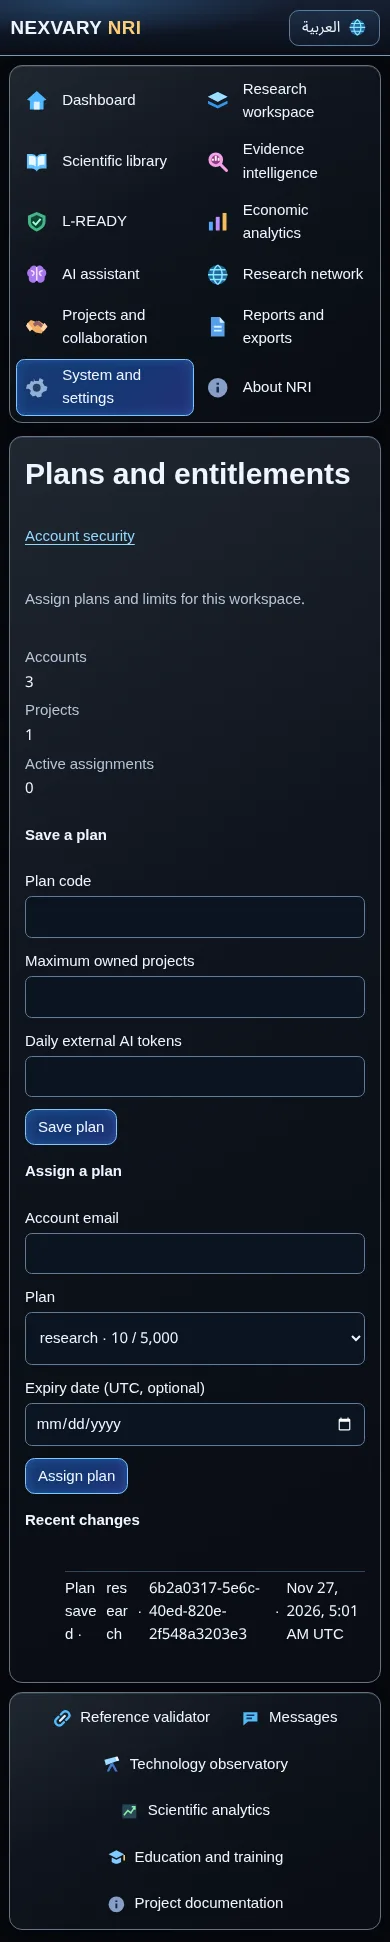 NEXVARY NRI
العربية
Dashboard
Research
workspace
Scientific library
Evidence
intelligence
L-READY
Economic
analytics
AI assistant
Research network
Projects and
collaboration
Reports and
exports
System and
settings
About NRI
Plans and entitlements
Account security
Assign plans and limits for this workspace.
Accounts
3
Projects
1
Active assignments
0
Save a plan
Plan code
Maximum owned projects
Daily external AI tokens
Save plan
Assign a plan
Account email
Plan
research · 10 / 5,000
Expiry date (UTC, optional)
mm/dd/yyyy
Assign plan
Recent changes
Plan
save
d ·
res
ear
ch
·
6b2a0317-5e6c-
40ed-820e-
2f548a3203e3
·
Nov 27,
2026, 5:01
AM UTC
Reference validator
Messages
Technology observatory
Scientific analytics
Education and training
Project documentation